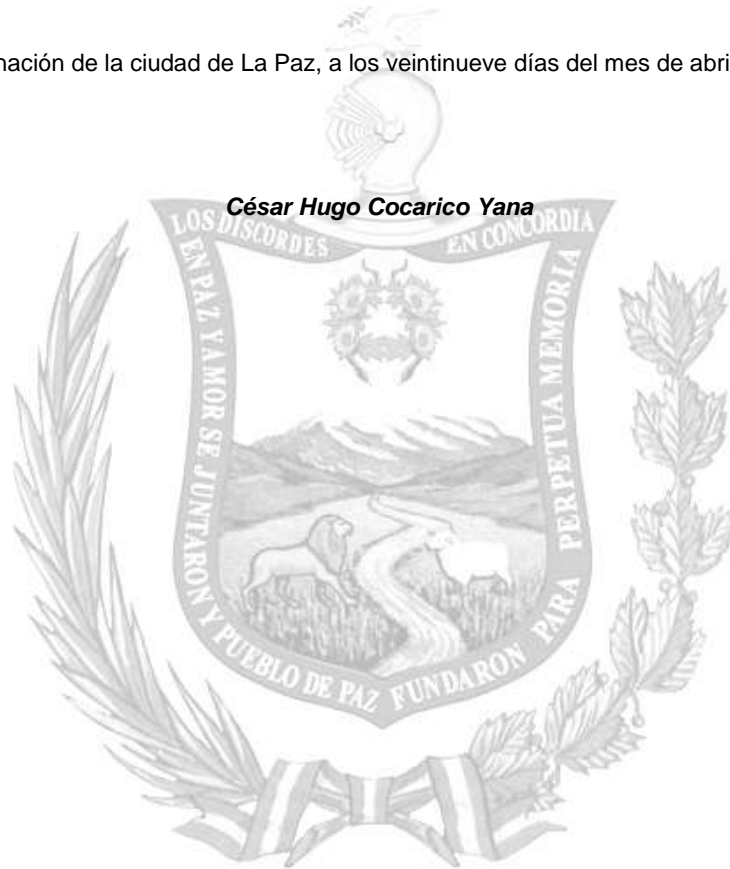 nación de la ciudad de La Paz, a los veintinueve días del mes de abri
César Hugo Cocarico Yana
LOS DISCORDES EN CONCORDIA
EN PAZ Y AMOR SE JUNTARON Y PUEBLO DE PAZ FUNDARON PARA PERPETUA MEMORIA